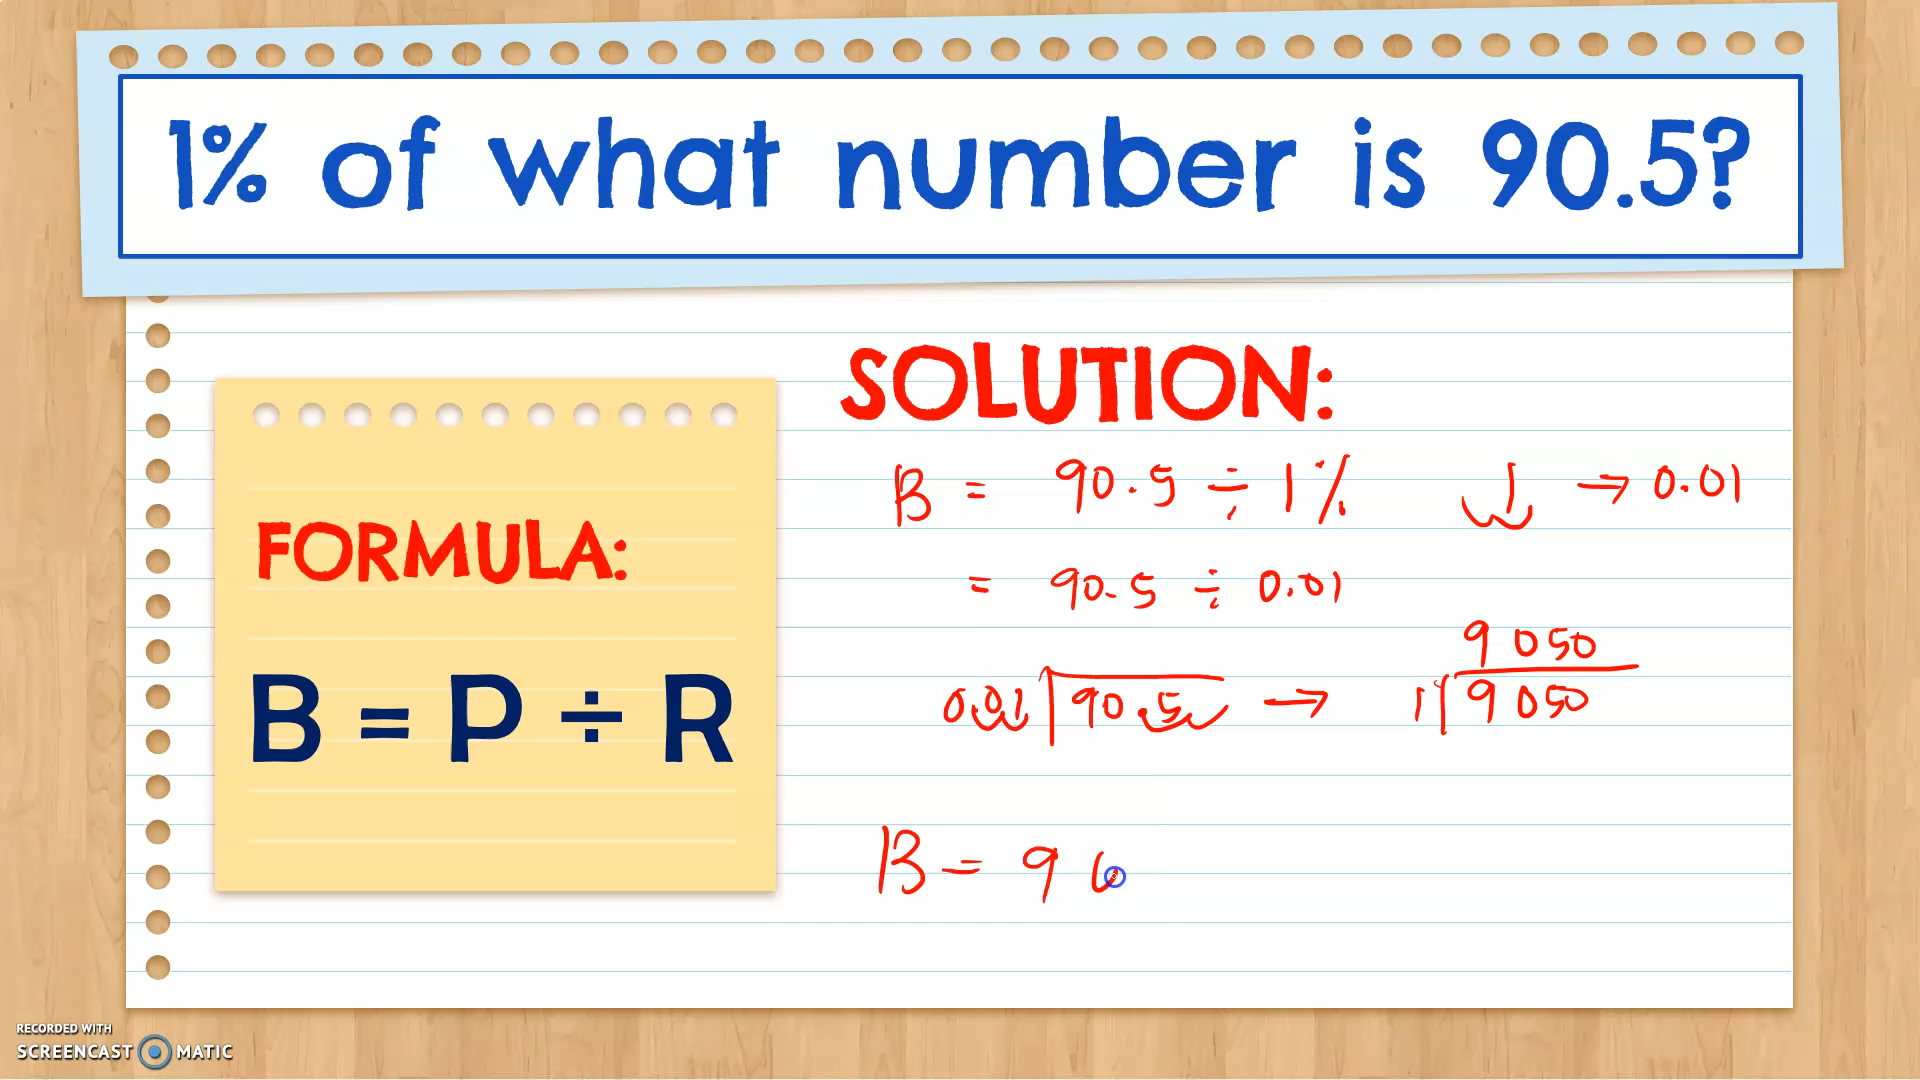 1% of what number is 90.5?
SOLUTION:
B = 90.5 ÷ 1% 1 → 0.01
= 90.5 ÷ 0.01
FORMULA:
B = P ÷ R
9 050
0.01 90.5 → 1 9 050
B = 9
RECORDED WITH
SCREENCAST MATIC